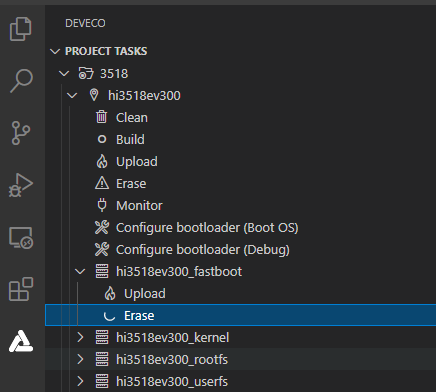 DEVECO
PROJECT TASKS
3518
hi3518ev300
Clean
Build
Upload
Erase
Monitor
Configure bootloader (Boot OS)
Configure bootloader (Debug)
hi3518ev300_fastboot
Upload
Erase
hi3518ev300_kernel
hi3518ev300_rootfs
hi3518ev300_userfs